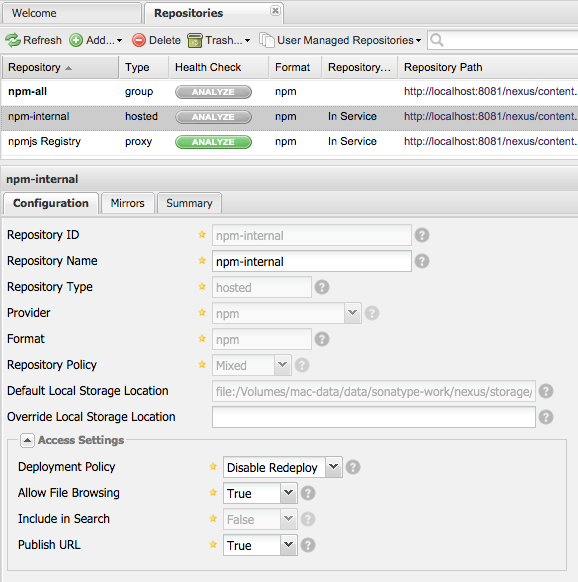 Welcome Repositories
Refresh Add... Delete Trash... User Managed Repositories
Repository Type Health Check Format Repository... Repository Path
npm-all group ANALYZE npm http://localhost:8081/nexus/content.
npm-internal hosted ANALYZE npm In Service http://localhost:8081/nexus/content.
npmjs Registry proxy ANALYZE npm In Service http://localhost:8081/nexus/content.
npm-internal
Configuration Mirrors Summary
Repository ID npm-internal ?
Repository Name npm-internal ?
Repository Type hosted ?
Provider npm ?
Format npm ?
Repository Policy Mixed ?
Default Local Storage Location file:/Volumes/mac-data/data/sonatype-work/nexus/storage/ ?
Override Local Storage Location ?
Access Settings
Deployment Policy Disable Redeploy ?
Allow File Browsing True ?
Include in Search False ?
Publish URL True ?